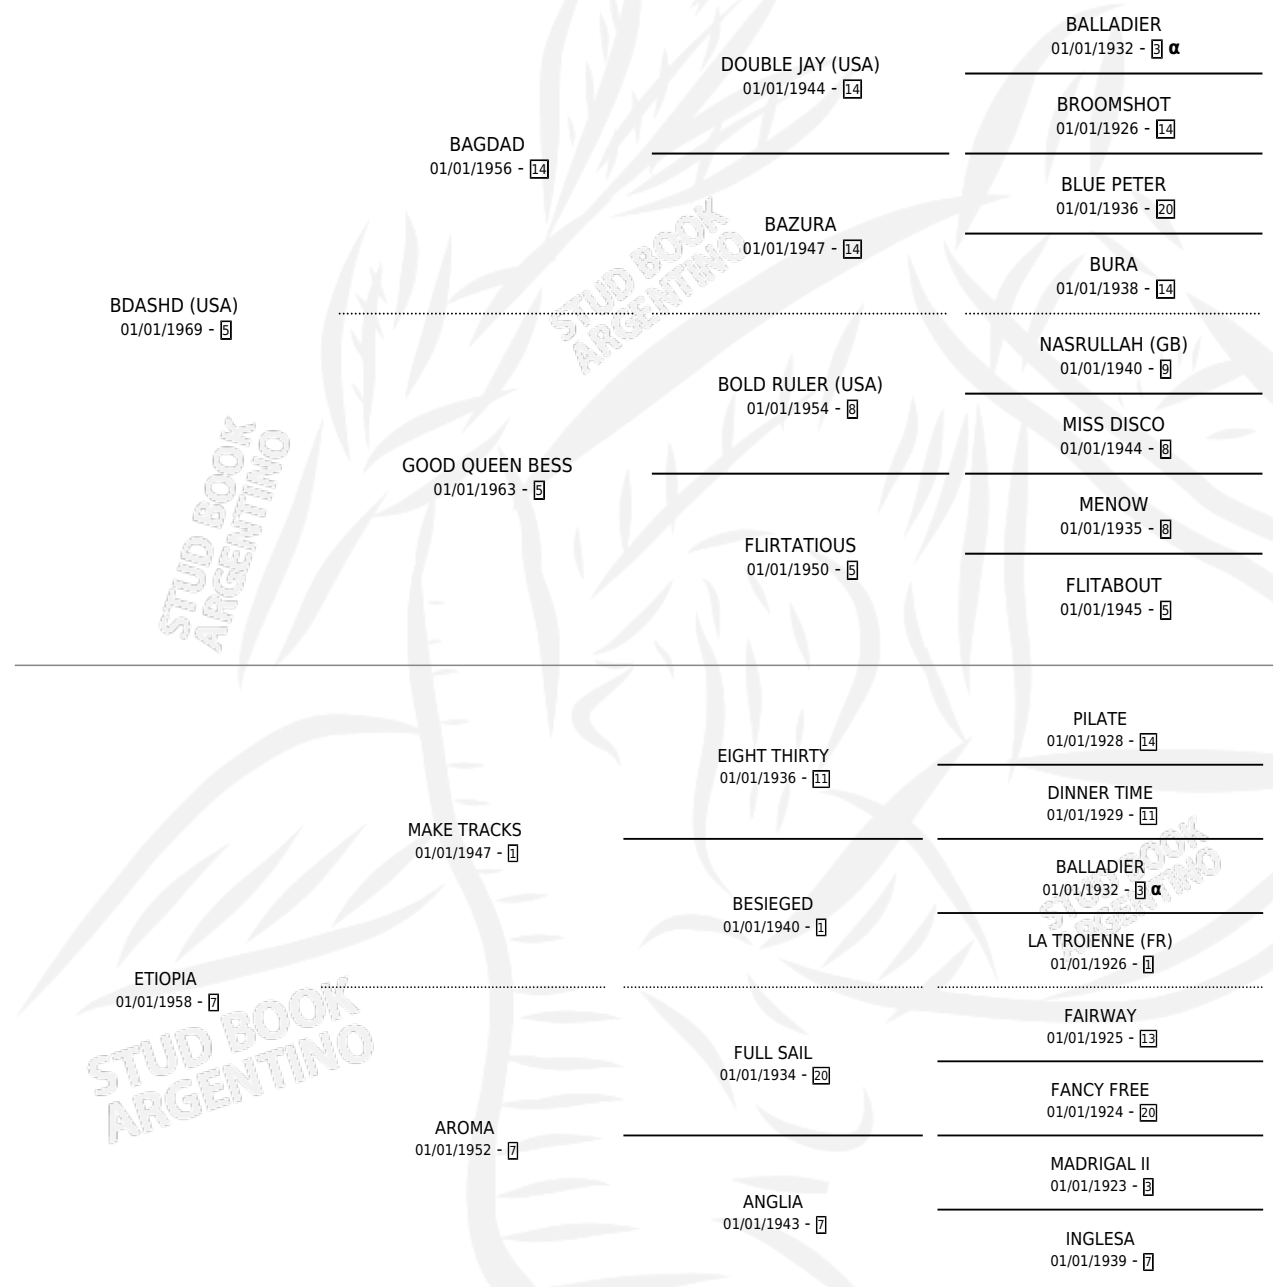 BALLADIER
01/01/1932 - 3 α
DOUBLE JAY (USA)
01/01/1944 - 14
BROOMSHOT
01/01/1926 - 14
BAGDAD
01/01/1956 - 14
BLUE PETER
01/01/1936 - 20
BAZURA
01/01/1947 - 14
BURA
01/01/1938 - 14
STUD BOOK
ARGENTINO
BDASHD (USA)
01/01/1969 - 5
NASRULLAH (GB)
01/01/1940 - 9
BOLD RULER (USA)
01/01/1954 - 8
MISS DISCO
01/01/1944 - 8
GOOD QUEEN BESS
01/01/1963 - 5
MENOW
01/01/1935 - 8
FLIRTATIOUS
01/01/1950 - 5
FLITABOUT
01/01/1945 - 5
STUD BOOK
ARGENTINO
PILATE
01/01/1928 - 14
EIGHT THIRTY
01/01/1936 - 11
DINNER TIME
01/01/1929 - 11
MAKE TRACKS
01/01/1947 - 1
BALLADIER
01/01/1932 - 3 α
BESIEGED
01/01/1940 - 1
LA TROIENNE (FR)
01/01/1926 - 1
STUD BOOK
ARGENTINO
ETIOPIA
01/01/1958 - 7
FAIRWAY
01/01/1925 - 13
FULL SAIL
01/01/1934 - 20
FANCY FREE
01/01/1924 - 20
STUD BOOK
ARGENTINO
AROMA
01/01/1952 - 7
MADRIGAL II
01/01/1923 - 3
ANGLIA
01/01/1943 - 7
INGLESA
01/01/1939 - 7